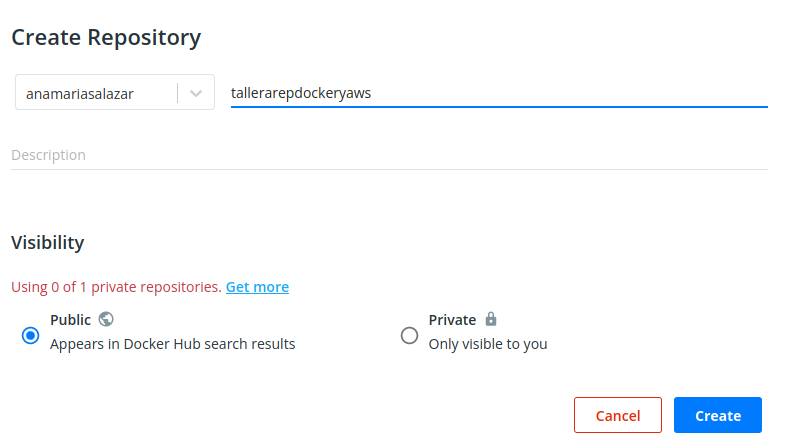 Create Repository
anamariasalazar
tallerarepdockeryaws
Description
Visibility
Using 0 of 1 private repositories. Get more
Public
Appears in Docker Hub search results
Private
Only visible to you
Cancel
Create